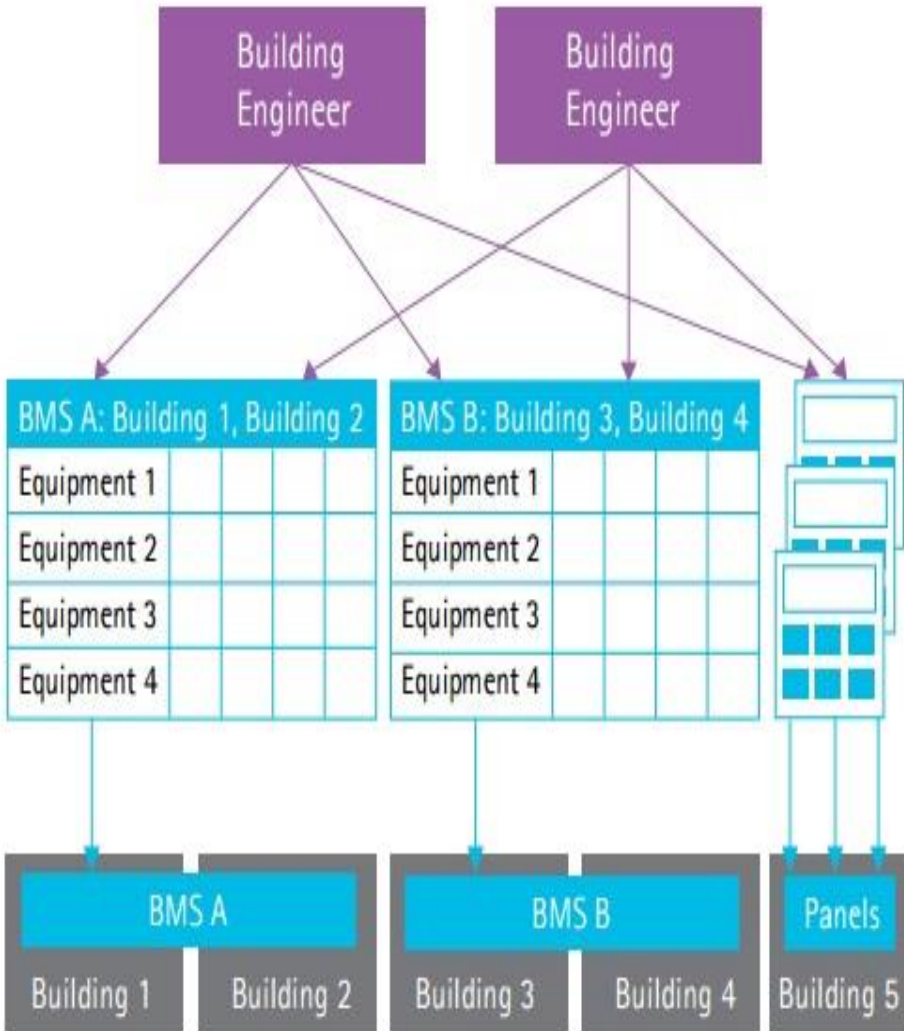 Building
Engineer
Building
Engineer
BMS A: Building 1, Building 2
Equipment 1
Equipment 2
Equipment 3
Equipment 4
BMS B: Building 3, Building 4
Equipment 1
Equipment 2
Equipment 3
Equipment 4
BMS A
BMS B
Panels
Building 1
Building 2
Building 3
Building 4
Building 5